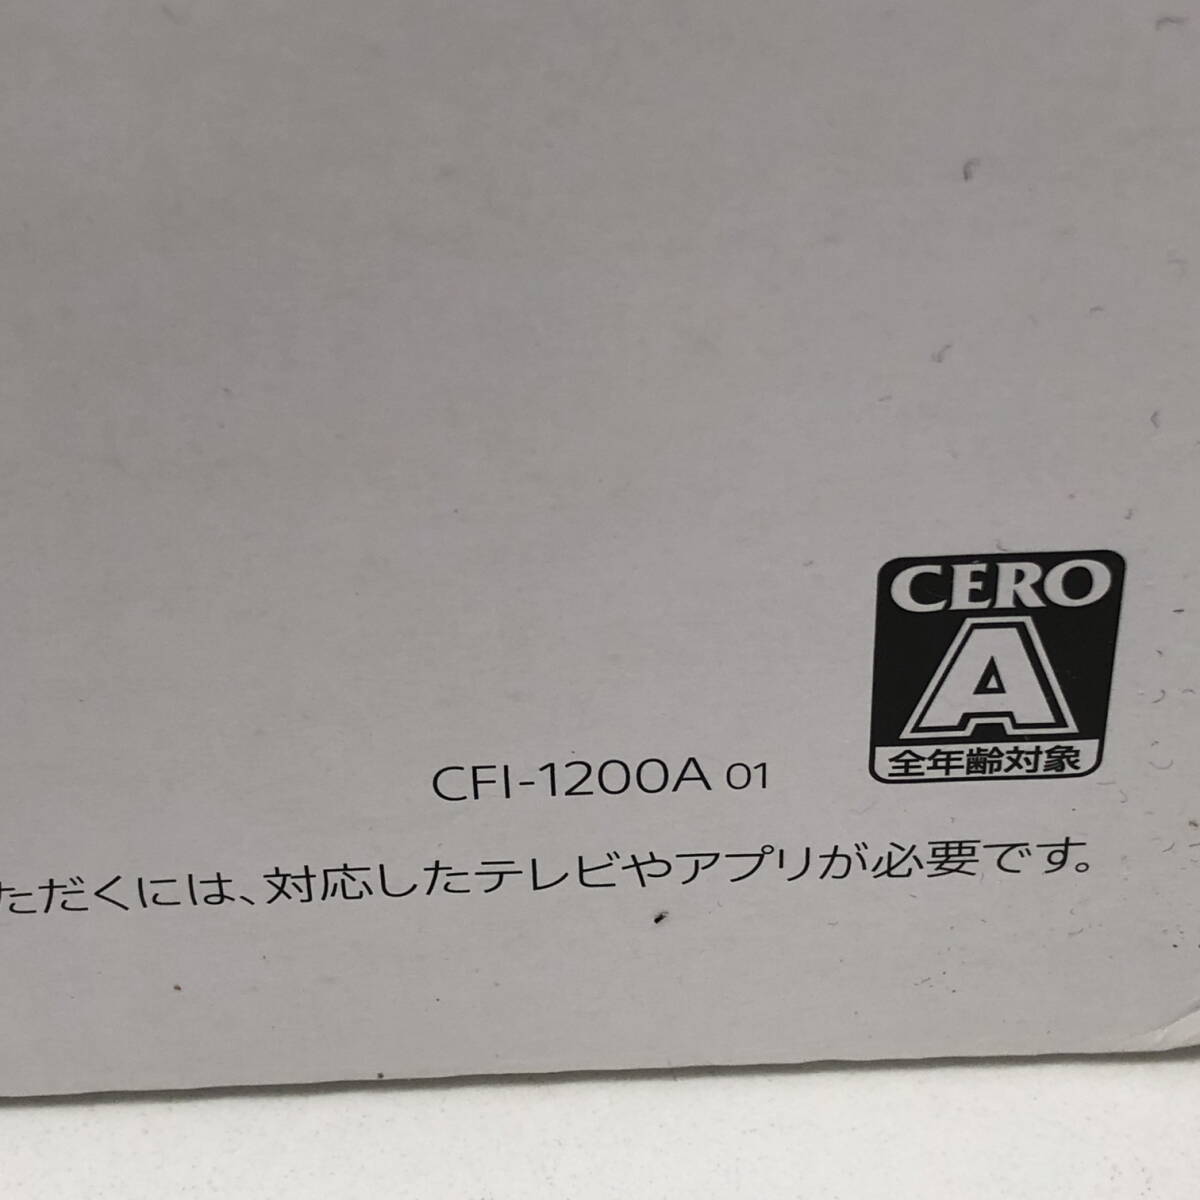 CERO
A
全年齢対象
CFI-1200A 01
ただくには、対応したテレビやアプリが必要です。